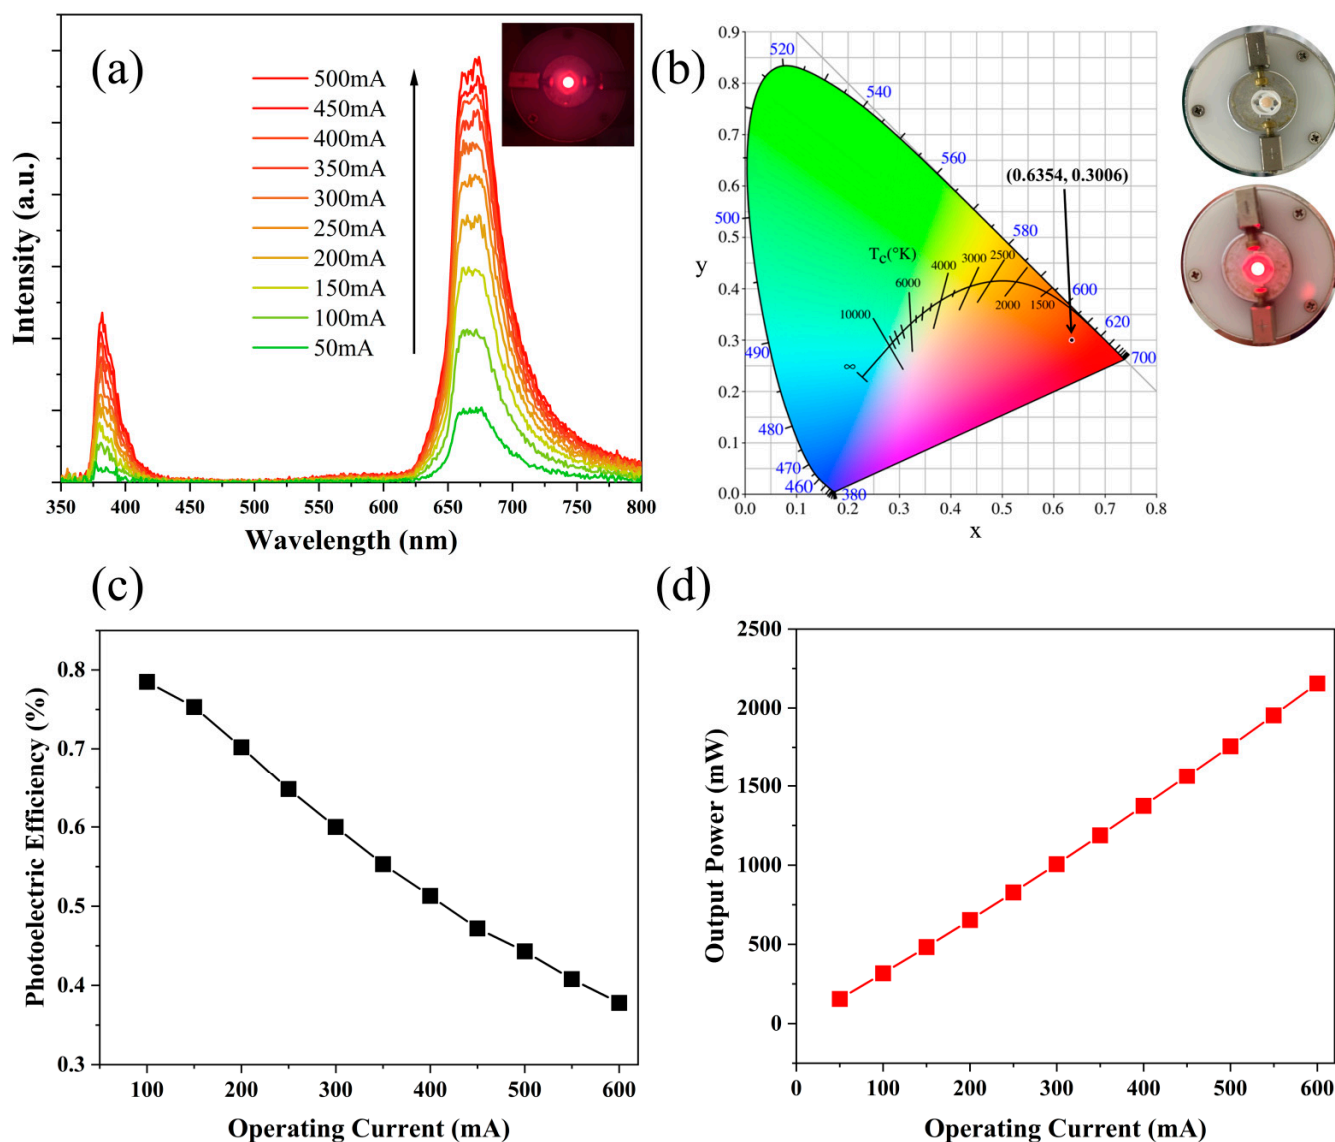 (a)
500mA
450mA
400mA
350mA
300mA
250mA
200mA
150mA
100mA
50mA
Intensity (a.u.)
350 400 450 500 550 600 650 700 750 800
Wavelength (nm)
(b)
0.9
0.8
0.7
0.6
0.5
0.4
0.3
0.2
0.1
0.0
y
0.0 0.1 0.2 0.3 0.4 0.5 0.6 0.7 0.8
x
520
540
560
(0.6354, 0.3006)
500
580
Tc(°K)
4000
3000
2500
6000
600
2000
1500
10000
620
490
∞
700
480
470
460
380
(c)
Photoelectric Efficiency (%)
0.8
0.7
0.6
0.5
0.4
0.3
100 200 300 400 500 600
Operating Current (mA)
(d)
Output Power (mW)
2500
2000
1500
1000
500
0
0 100 200 300 400 500 600
Operating Current (mA)